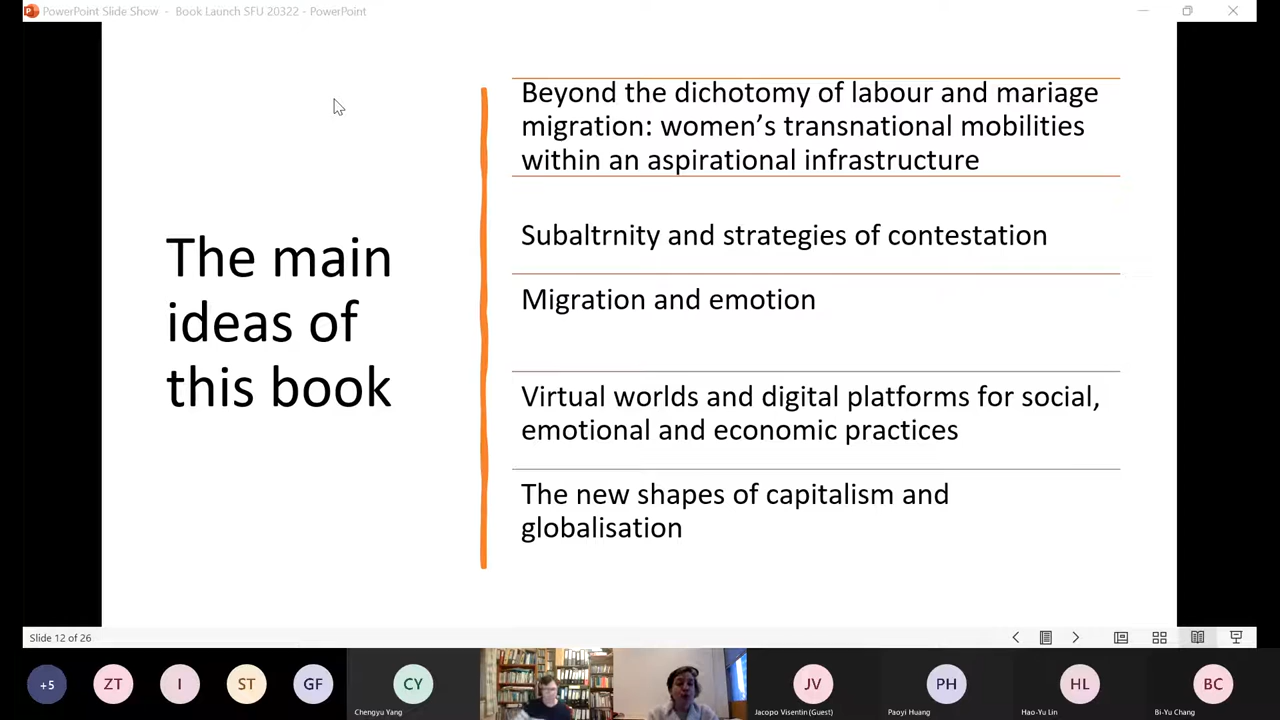 PowerPoint Slide Show - Book Launch SFU 20322 - PowerPoint
The main
ideas of
this book
Beyond the dichotomy of labour and mariage
migration: women's transnational mobilities
within an aspirational infrastructure
Subaltrnity and strategies of contestation
Migration and emotion
Virtual worlds and digital platforms for social,
emotional and economic practices
The new shapes of capitalism and
globalisation
Slide 12 of 26
+5
ZT
I
ST
GF
CY
Chengyu Yang
JV
Jacopo Visentin (Guest)
PH
Paoyi Huang
HL
Hao-Yu Lin
BC
Bi-Yu Chang